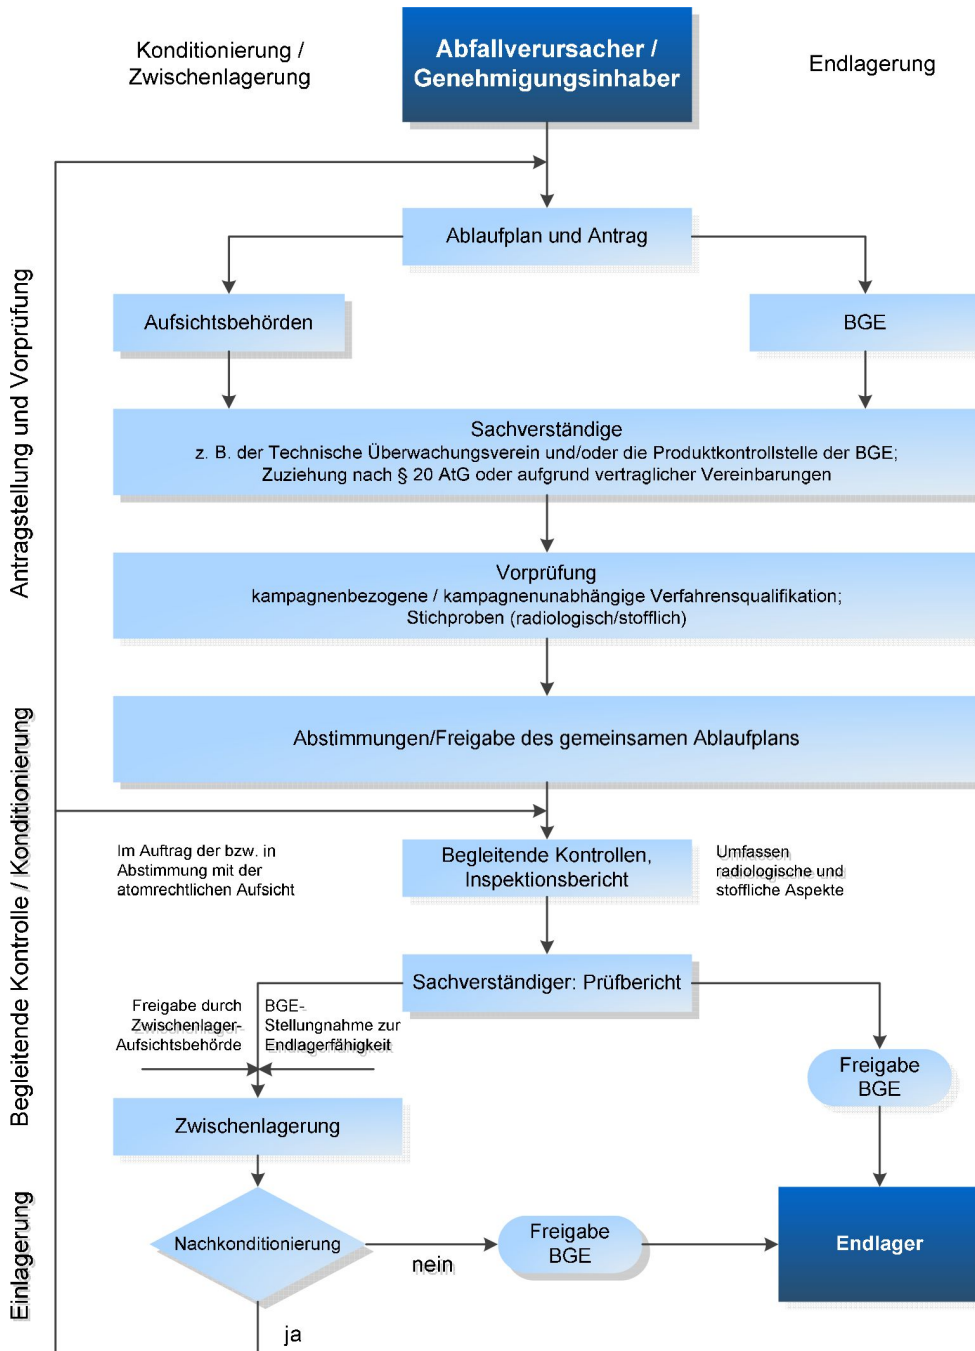 Konditionierung /
Zwischenlagerung
Abfallverursacher /
Genehmigungsinhaber
Endlagerung
Antragstellung und Vorprüfung
Ablaufplan und Antrag
Aufsichtsbehörden
BGE
Sachverständige
z. B. der Technische Überwachungsverein und/oder die Produktkontrollstelle der BGE;
Zuziehung nach § 20 AtG oder aufgrund vertraglicher Vereinbarungen
Vorprüfung
kampagnenbezogene / kampagnenunabhängige Verfahrensqualifikation;
Stichproben (radiologisch/stofflich)
Abstimmungen/Freigabe des gemeinsamen Ablaufplans
Begleitende Kontrolle / Konditionierung
Im Auftrag der bzw. in
Abstimmung mit der
atomrechtlichen Aufsicht
Begleitende Kontrollen,
Inspektionsbericht
Umfassen
radiologische und
stoffliche Aspekte
Sachverständiger: Prüfbericht
Freigabe durch
Zwischenlager-
Aufsichtsbehörde
BGE-
Stellungnahme zur
Endlagerfähigkeit
Freigabe
BGE
Zwischenlagerung
Einlagerung
Nachkonditionierung
nein
Freigabe
BGE
Endlager
ja